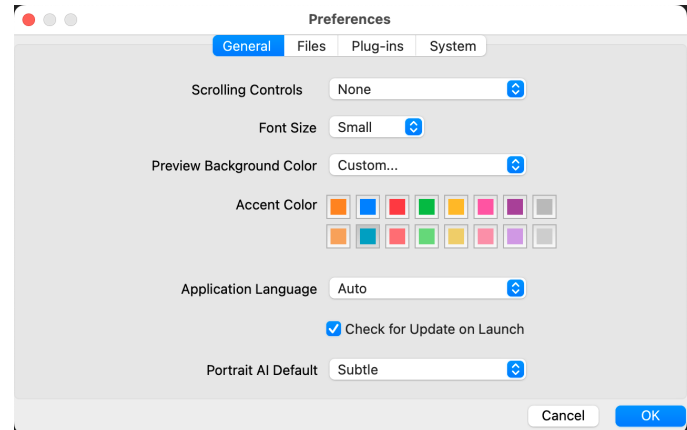 Preferences
General Files Plug-ins System
Scrolling Controls None
Font Size Small
Preview Background Color Custom...
Accent Color
Application Language Auto
Check for Update on Launch
Portrait AI Default Subtle
Cancel OK